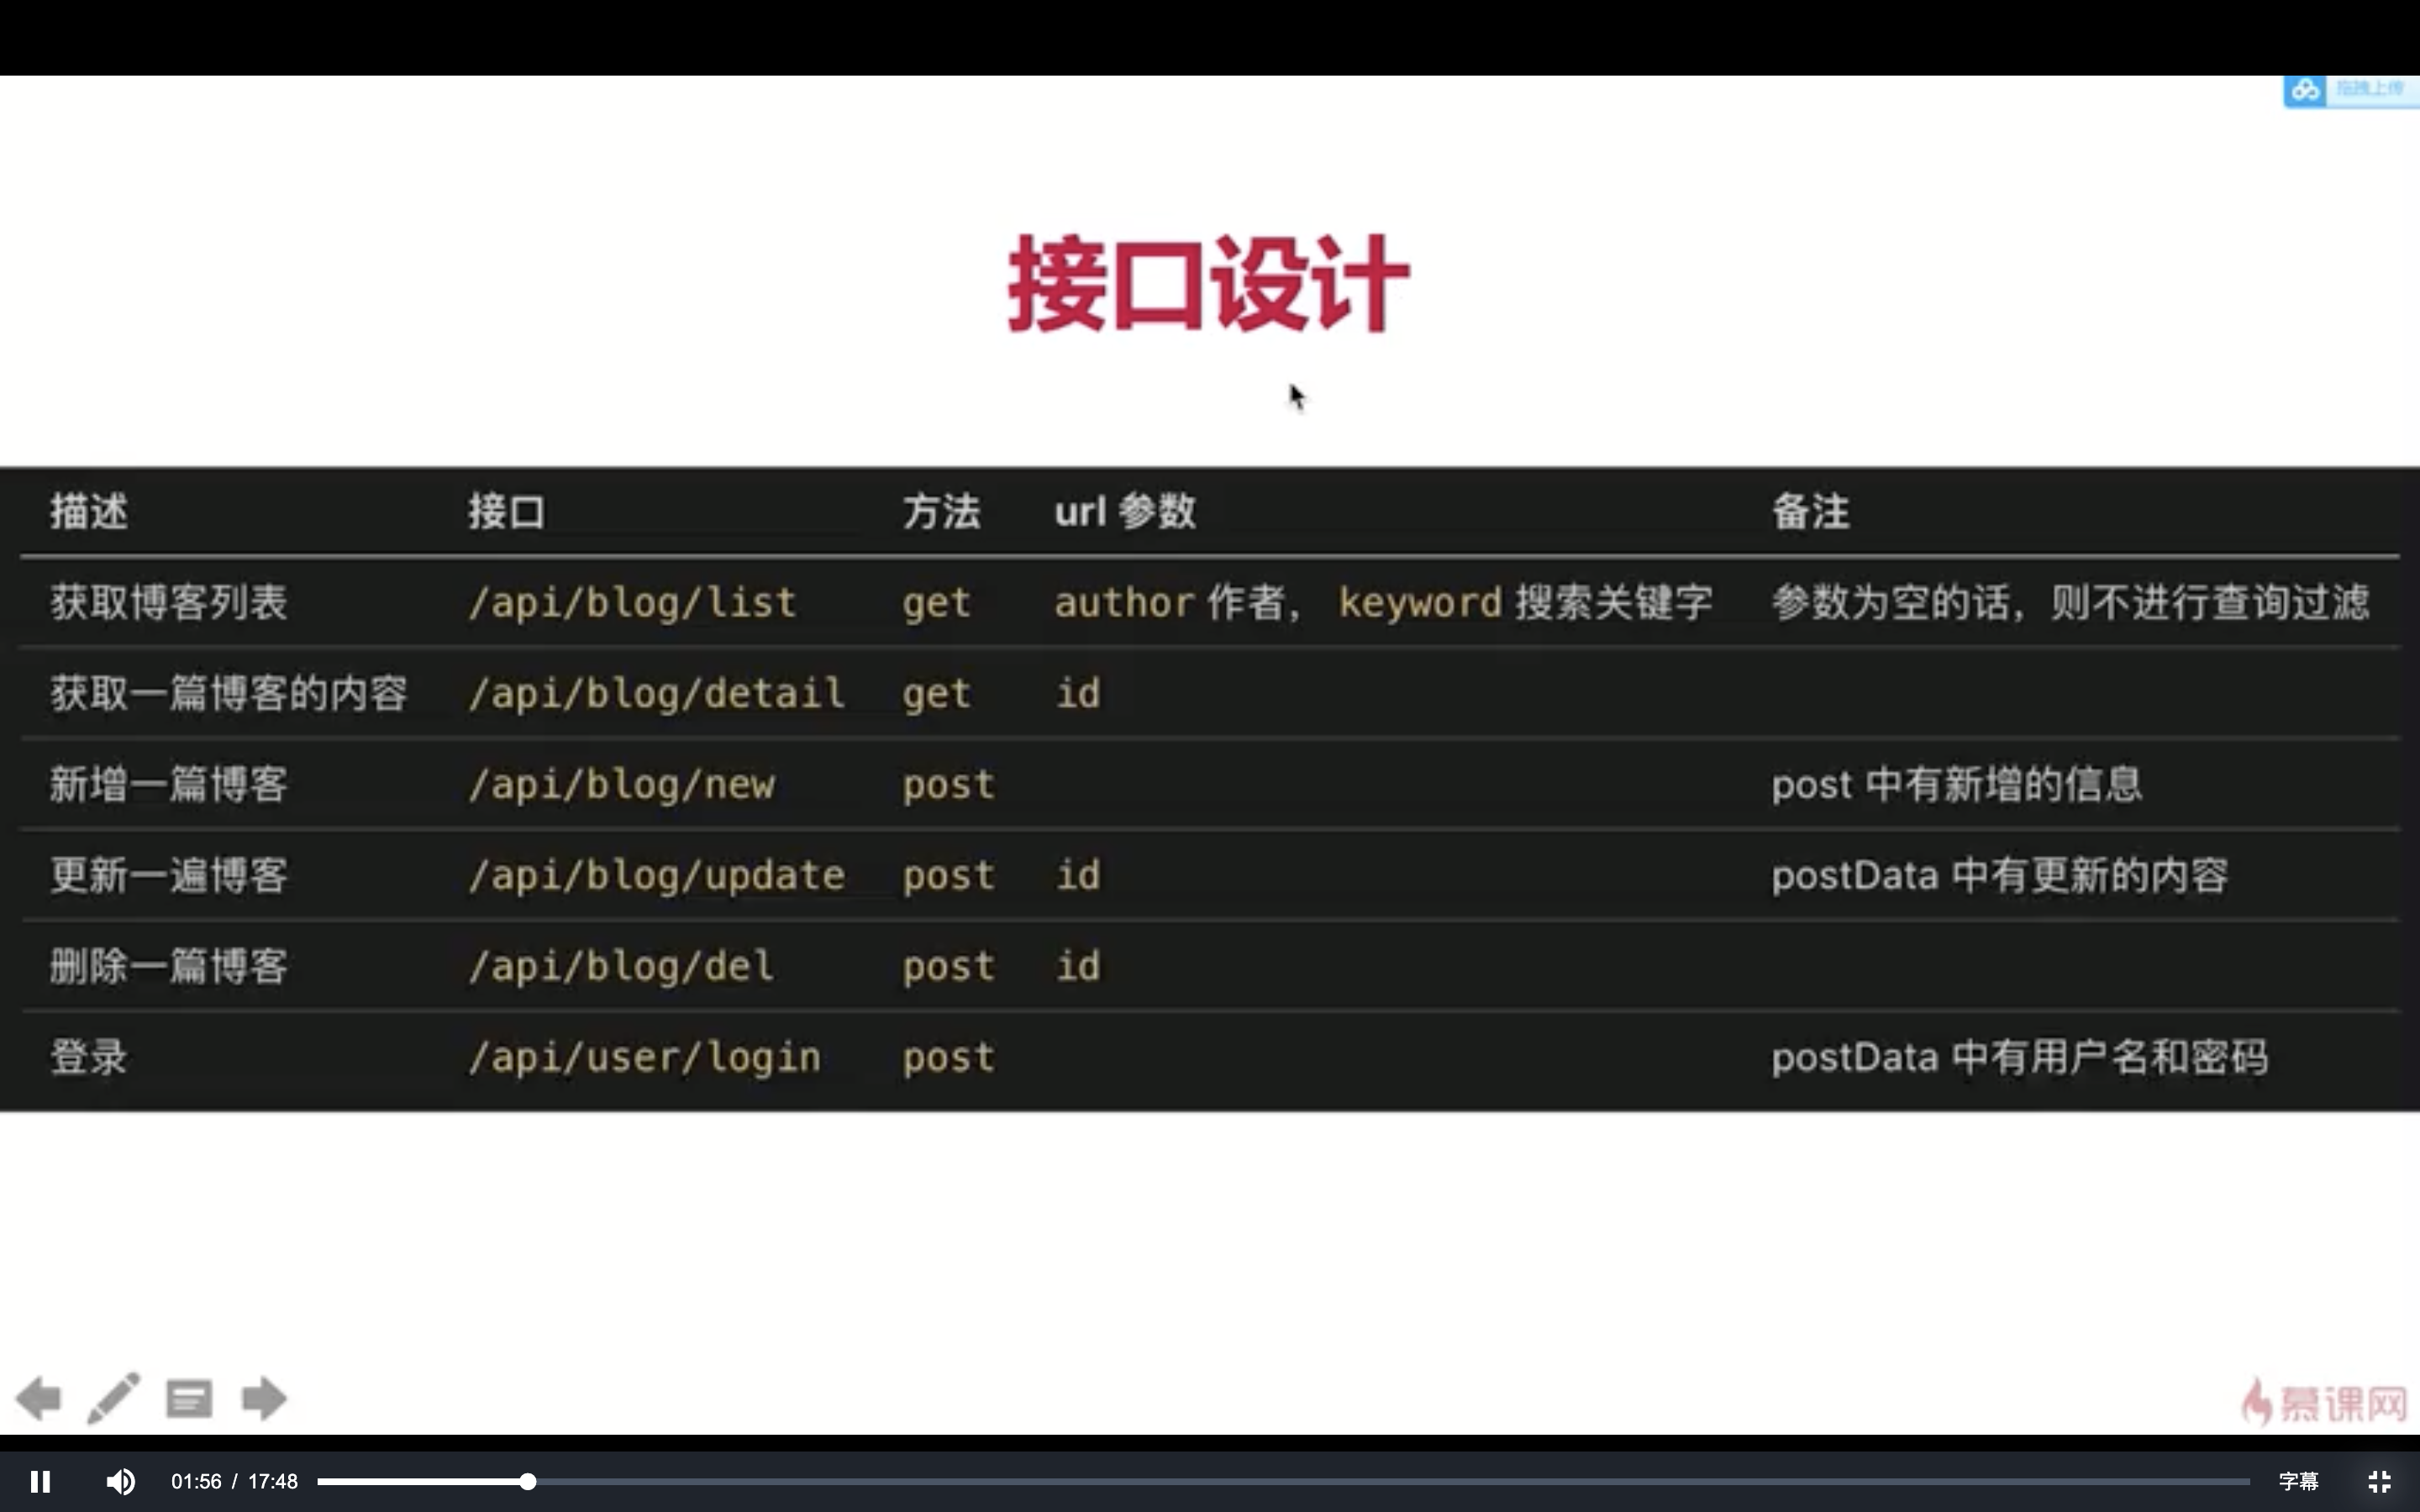 拖拽上传
接口设计
描述 接口 方法 url 参数 备注
获取博客列表 /api/blog/list get author 作者， keyword 搜索关键字 参数为空的话，则不进行查询过滤
获取一篇博客的内容 /api/blog/detail get id
新增一篇博客 /api/blog/new post post 中有新增的信息
更新一遍博客 /api/blog/update post id postData 中有更新的内容
删除一篇博客 /api/blog/del post id
登录 /api/user/login post postData 中有用户名和密码
慕课网
01:56 / 17:48 字幕